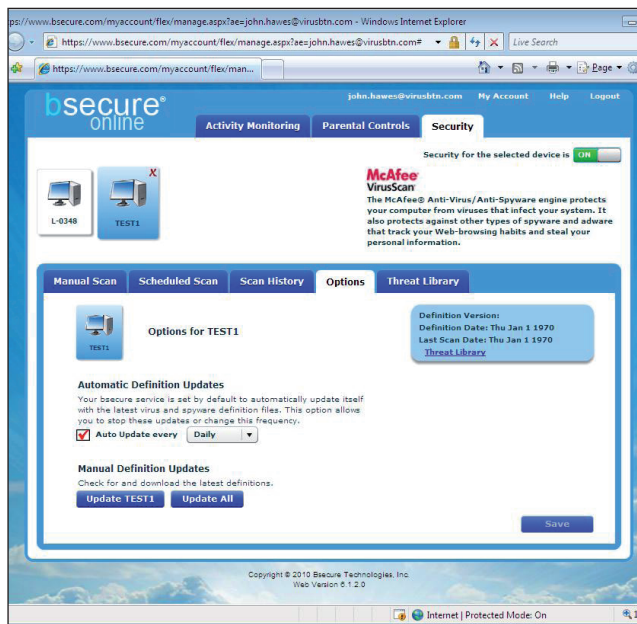 ps://www.bsecure.com/myaccount/flex/manage.aspx?ae=john.hawes@virusbtn.com - Windows Internet Explorer
https://www.bsecure.com/myaccount/flex/manage.aspx?ae=john.hawes@virusbtn.com#
Live Search
https://www.bsecure.com/myaccount/flex/man...
Page
bsecure®
online
john.hawes@virusbtn.com My Account Help Logout
Activity Monitoring Parental Controls Security
Security for the selected device is ON
L-0348
X
TEST1
McAfee
VirusScan
The McAfee® Anti-Virus/Anti-Spyware engine protects
your computer from viruses that infect your system. It
also protects against other types of spyware and adware
that track your Web-browsing habits and steal your
personal information.
Manual Scan Scheduled Scan Scan History Options Threat Library
TEST1
Options for TEST1
Definition Version:
Definition Date: Thu Jan 1 1970
Last Scan Date: Thu Jan 1 1970
Threat Library
Automatic Definition Updates
Your bsecure service is set by default to automatically update itself
with the latest virus and spyware definition files. This option allows
you to stop these updates or change this frequency.
Auto Update every Daily
Manual Definition Updates
Check for and download the latest definitions.
Update TEST1 Update All
Save
Copyright © 2010 Bsecure Technologies, Inc.
Web Version 6.1.2.0
Internet | Protected Mode: On
1